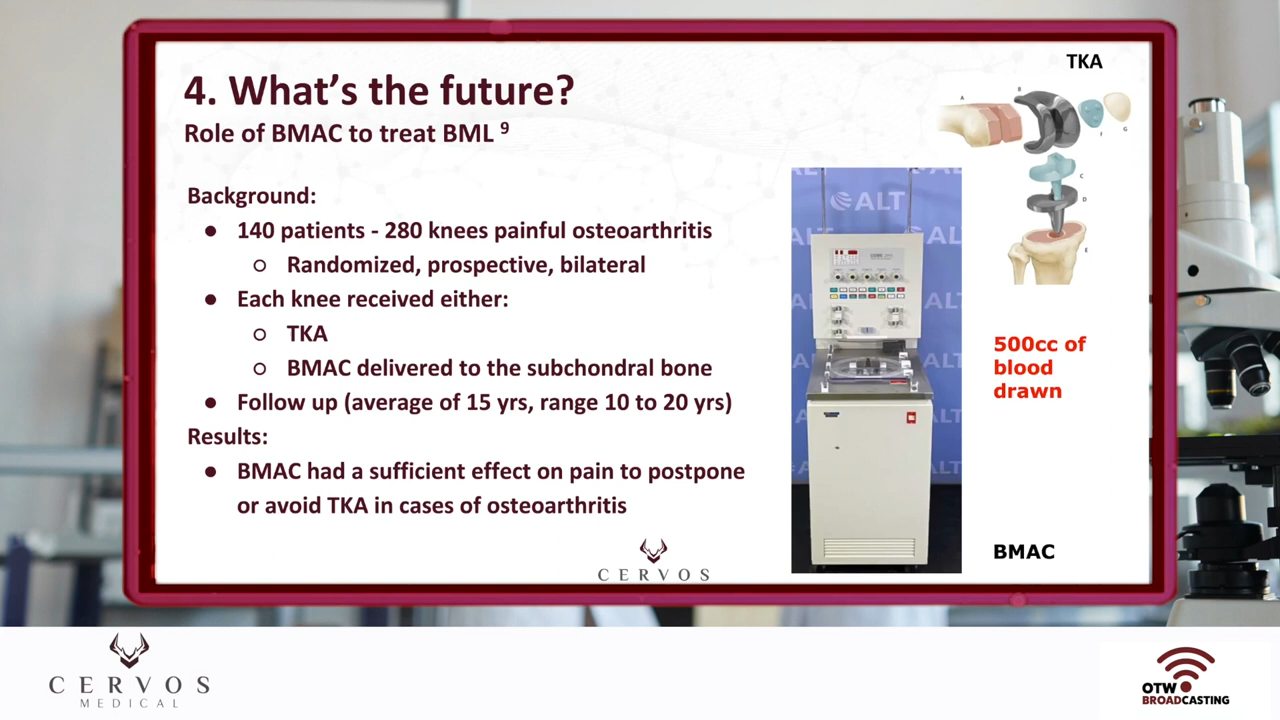 4. What's the future?
Role of BMAC to treat BML 9
Background:
● 140 patients - 280 knees painful osteoarthritis
○ Randomized, prospective, bilateral
● Each knee received either:
○ TKA
○ BMAC delivered to the subchondral bone
● Follow up (average of 15 yrs, range 10 to 20 yrs)
Results:
● BMAC had a sufficient effect on pain to postpone
or avoid TKA in cases of osteoarthritis
CERVOS
TKA
A
B
F
G
C
D
E
ALT
500cc of
blood
drawn
BMAC
CERVOS
MEDICAL
OTW
BROADCASTING